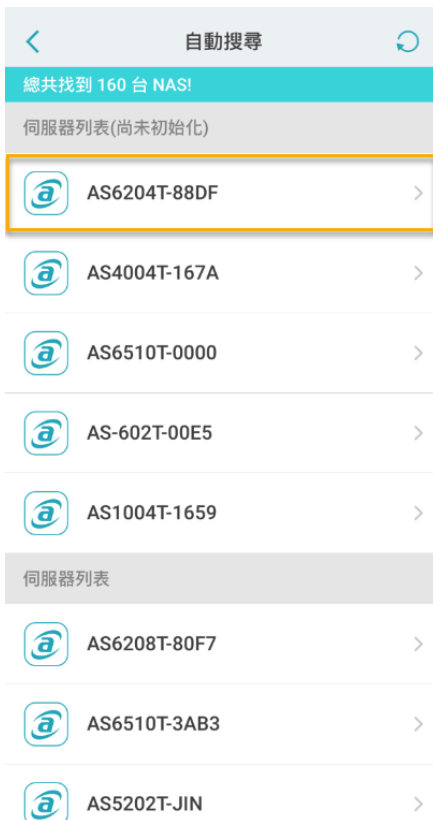 自動搜尋
總共找到 160 台 NAS!
伺服器列表(尚未初始化)
AS6204T-88DF
AS4004T-167A
AS6510T-0000
AS-602T-00E5
AS1004T-1659
伺服器列表
AS6208T-80F7
AS6510T-3AB3
AS5202T-JIN